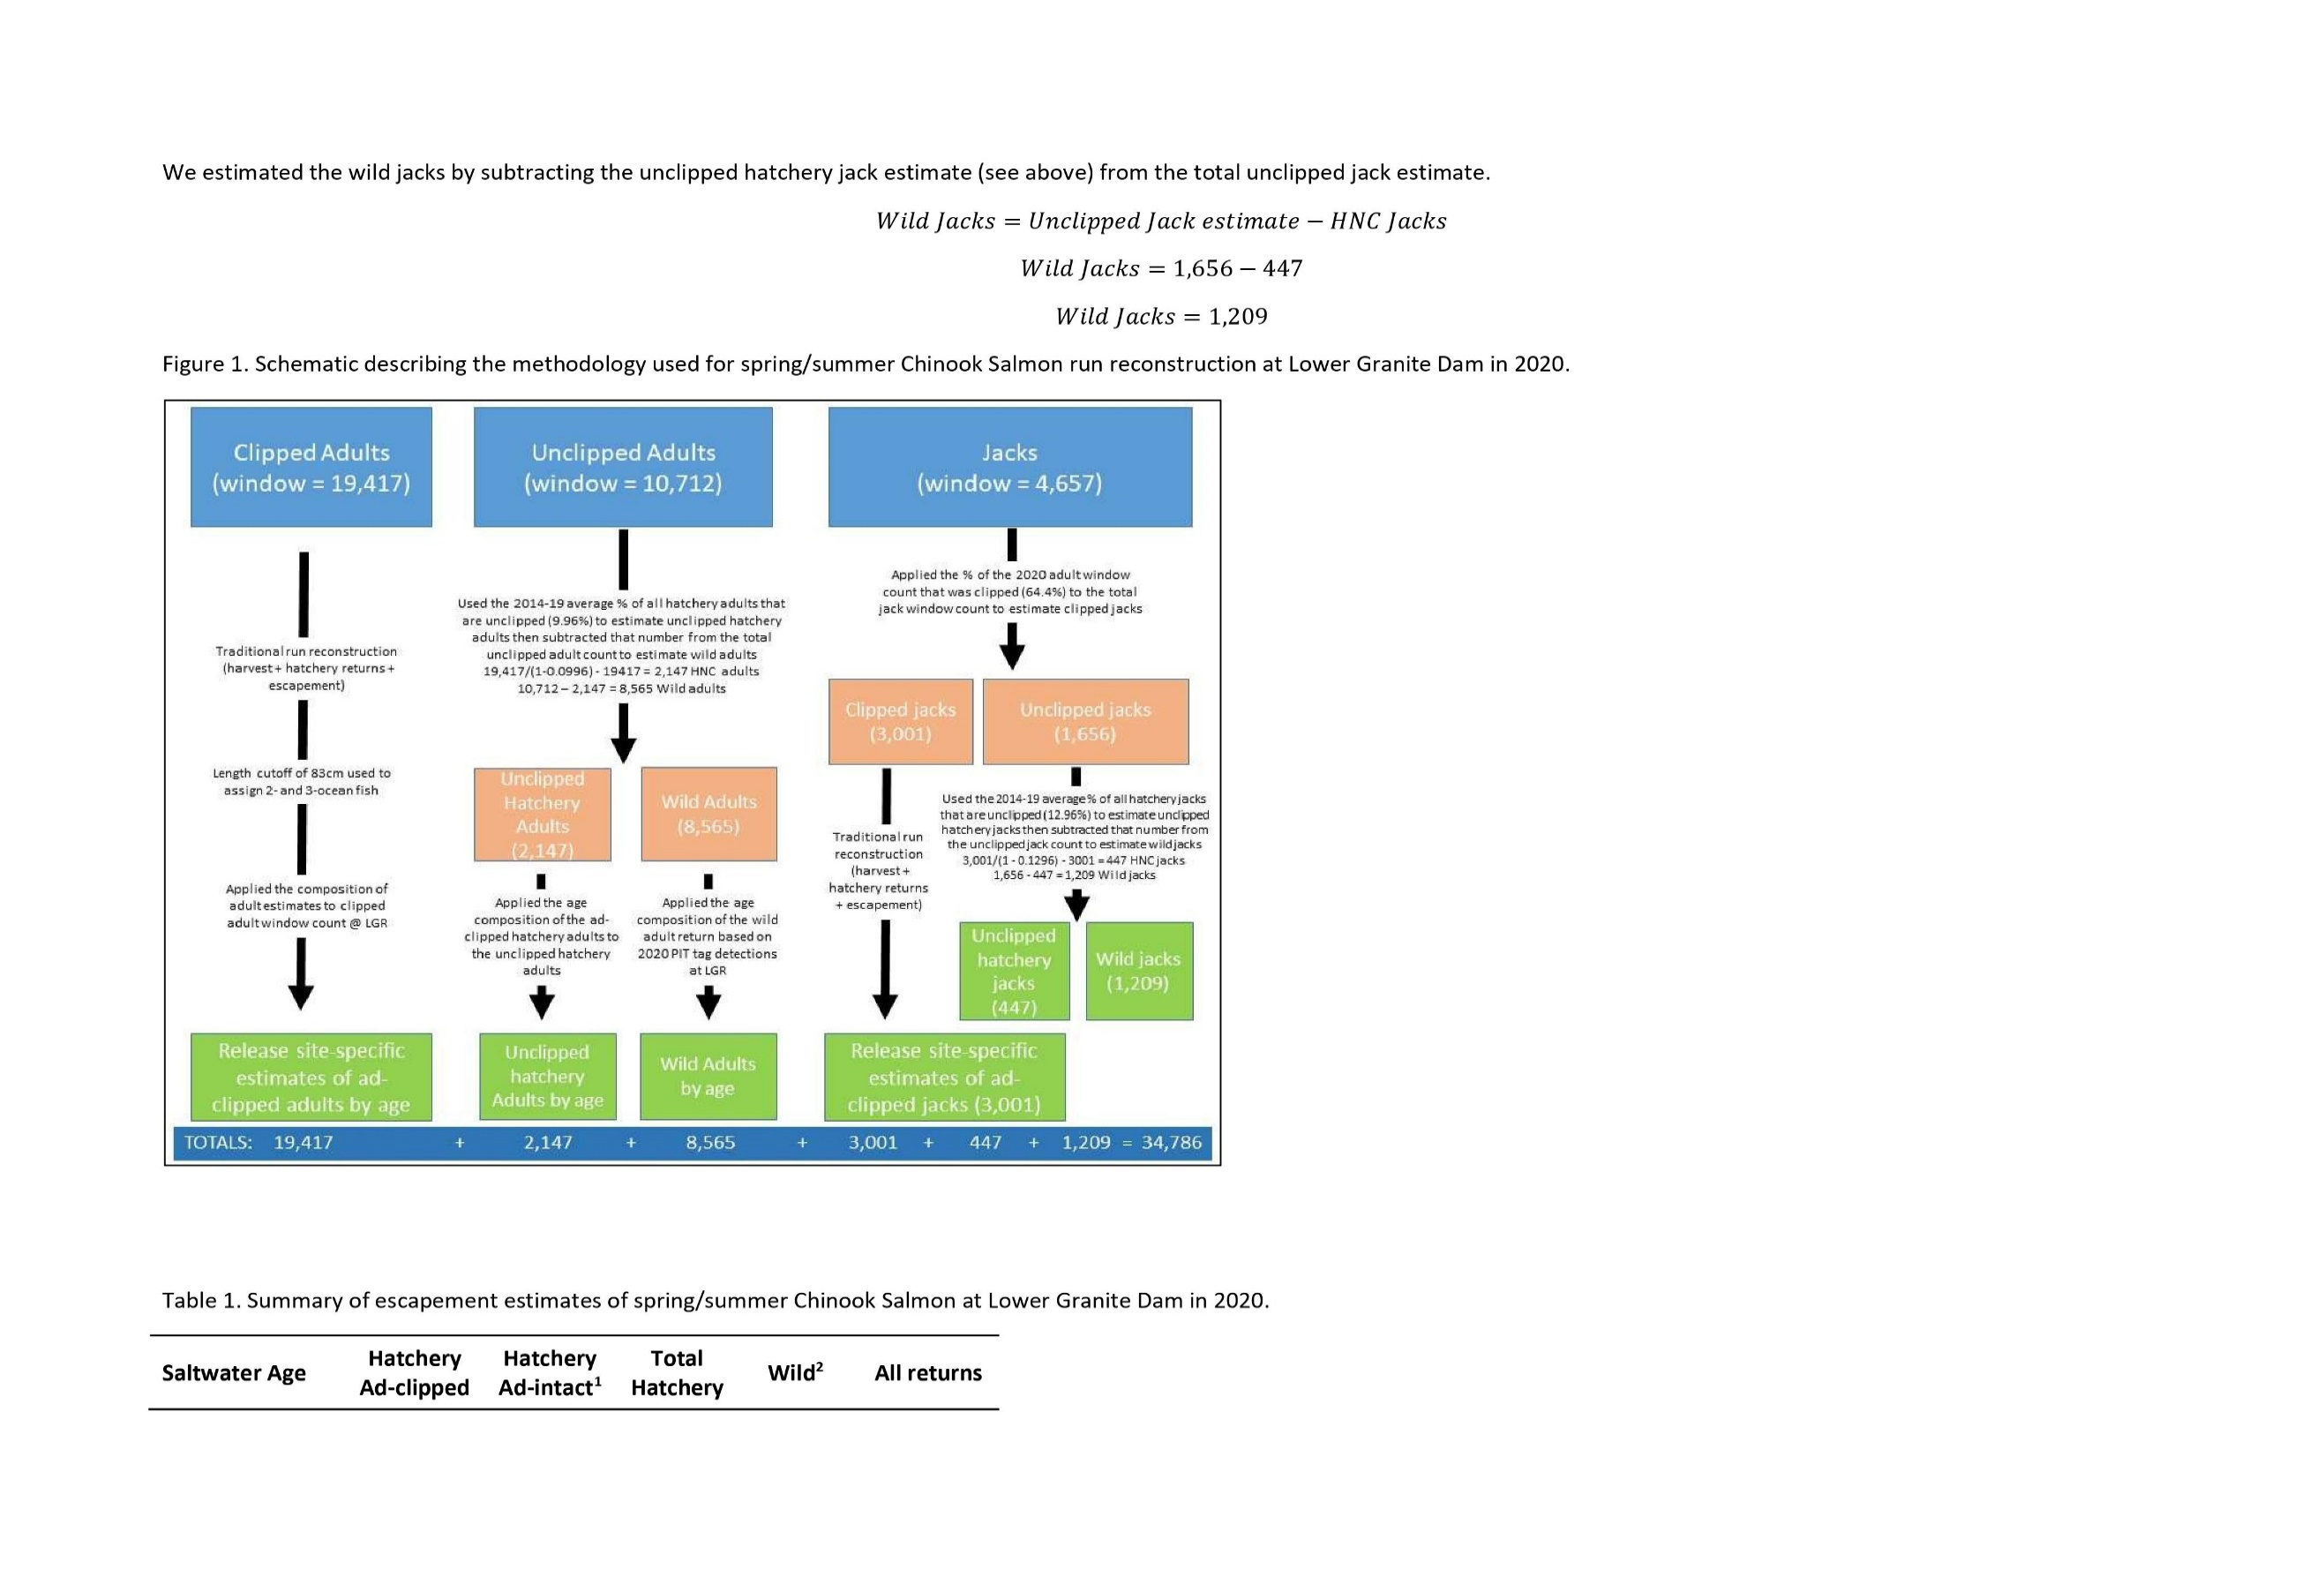 We estimated the wild jacks by subtracting the unclipped hatchery jack estimate (see above) from the total unclipped jack estimate.
Wild Jacks = Unclipped Jack estimate − HNC Jacks
Wild Jacks = 1,656 − 447
Wild Jacks = 1,209
Figure 1. Schematic describing the methodology used for spring/summer Chinook Salmon run reconstruction at Lower Granite Dam in 2020.
Clipped Adults
(window = 19,417)
Traditional run reconstruction
(harvest + hatchery returns +
escapement)
Length cutoff of 83cm used to
assign 2- and 3-ocean fish
Applied the composition of
adult estimates to clipped
adult window count @ LGR
Release site-specific
estimates of ad-
clipped adults by age
Unclipped Adults
(window = 10,712)
Used the 2014-19 average % of all hatchery adults that
are unclipped (9.96%) to estimate unclipped hatchery
adults then subtracted that number from the total
unclipped adult count to estimate wild adults
19,417/(1-0.0996) - 19417 = 2,147 HNC adults
10,712 – 2,147 = 8,565 Wild adults
Unclipped
Hatchery
Adults
(2,147)
Applied the age
composition of the ad-
clipped hatchery adults to
the unclipped hatchery
adults
Unclipped
hatchery
Adults by age
Wild Adults
(8,565)
Applied the age
composition of the wild
adult return based on
2020 PIT tag detections
at LGR
Wild Adults
by age
Jacks
(window = 4,657)
Applied the % of the 2020 adult window
count that was clipped (64.4%) to the total
jack window count to estimate clipped jacks
Clipped jacks
(3,001)
Traditional run
reconstruction
(harvest +
hatchery returns
+ escapement)
Release site-specific
estimates of ad-
clipped jacks (3,001)
Unclipped jacks
(1,656)
Used the 2014-19 average % of all hatchery jacks
that are unclipped (12.96%) to estimate unclipped
hatchery jacks then subtracted that number from
the unclipped jack count to estimate wild jacks
3,001/(1 - 0.1296) - 3001 = 447 HNC jacks
1,656 - 447 = 1,209 Wild jacks
Unclipped
hatchery
jacks
(447)
Wild jacks
(1,209)
TOTALS: 19,417 + 2,147 + 8,565 + 3,001 + 447 + 1,209 = 34,786
Table 1. Summary of escapement estimates of spring/summer Chinook Salmon at Lower Granite Dam in 2020.
Saltwater Age
Hatchery
Ad-clipped
Hatchery
Ad-intact¹
Total
Hatchery
Wild²
All returns